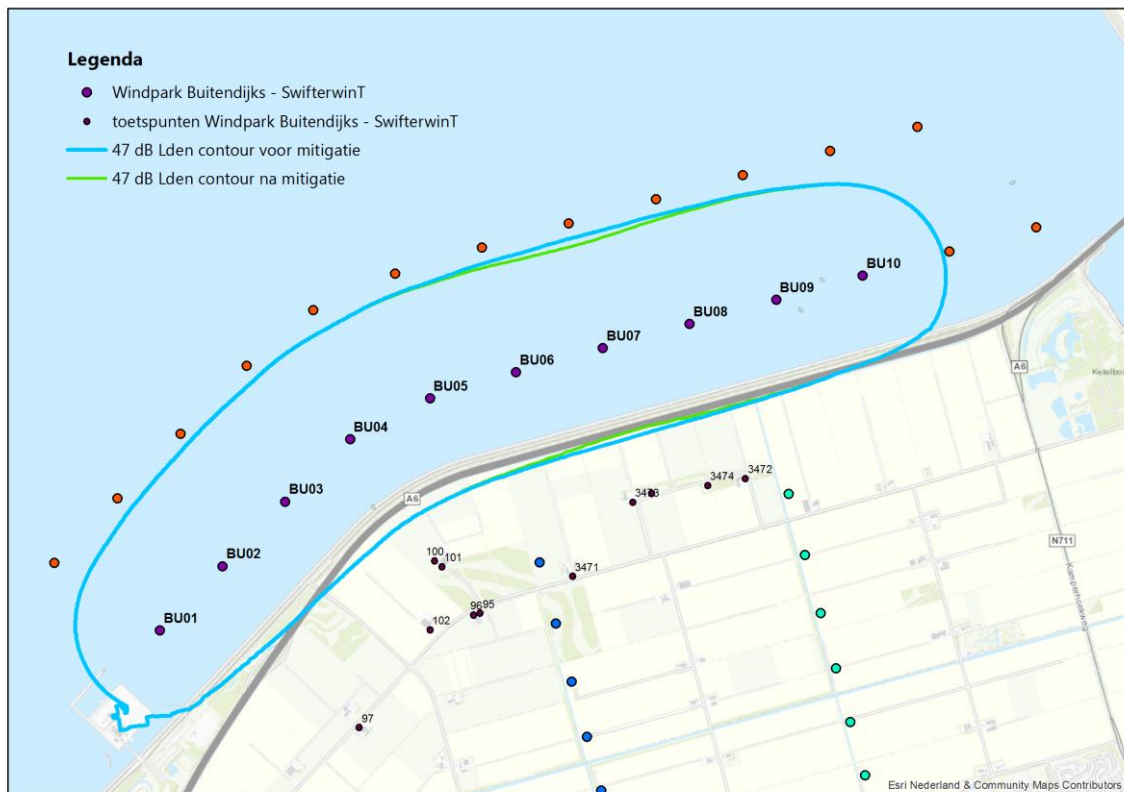 Legenda
Windpark Buitendijks - SwifterwinT
toetspunten Windpark Buitendijks - SwifterwinT
47 dB Lden contour voor mitigatie
47 dB Lden contour na mitigatie
BU10
BU09
BU08
BU07
BU06
BU05
BU04
BU03
BU02
BU01
A6
A6
N711
Kamperhoekweg
3472
3474
3471
100
101
95
102
97
Esri Nederland & Community Maps Contributors